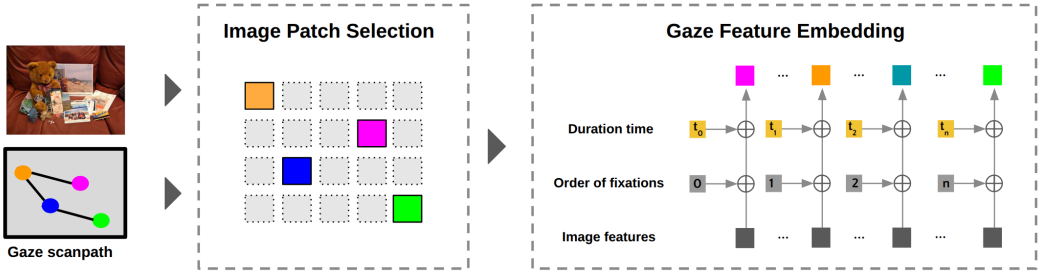 Image Patch Selection
Gaze Feature Embedding
... ... ...
Duration time t₀ t₁ t₂ tₙ
Order of fixations 0 1 2 n
Image features ... ... ...
Gaze scanpath